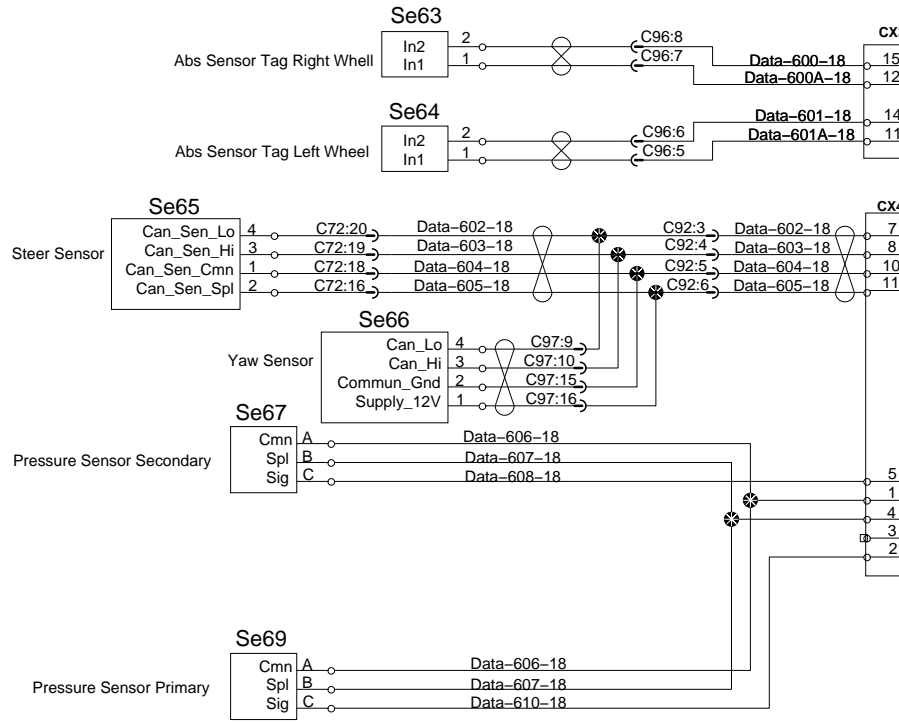 Se63
CX3
Abs Sensor Tag Right Whell
In2 2 C96:8 Data-600-18 15
In1 1 C96:7 Data-600A-18 12
Se64
Abs Sensor Tag Left Wheel
In2 2 C96:6 Data-601-18 14
In1 1 C96:5 Data-601A-18 11
Se65
CX4
Steer Sensor
Can_Sen_Lo 4 C72:20 Data-602-18 C92:3 Data-602-18 7
Can_Sen_Hi 3 C72:19 Data-603-18 C92:4 Data-603-18 8
Can_Sen_Cmn 1 C72:18 Data-604-18 C92:5 Data-604-18 10
Can_Sen_Spl 2 C72:16 Data-605-18 C92:6 Data-605-18 11
Se66
Yaw Sensor
Can_Lo 4 C97:9
Can_Hi 3 C97:10
Commun_Gnd 2 C97:15
Supply_12V 1 C97:16
Se67
Pressure Sensor Secondary
Cmn A Data-606-18
Spl B Data-607-18
Sig C Data-608-18 5
1
4
3
2
Se69
Pressure Sensor Primary
Cmn A Data-606-18
Spl B Data-607-18
Sig C Data-610-18